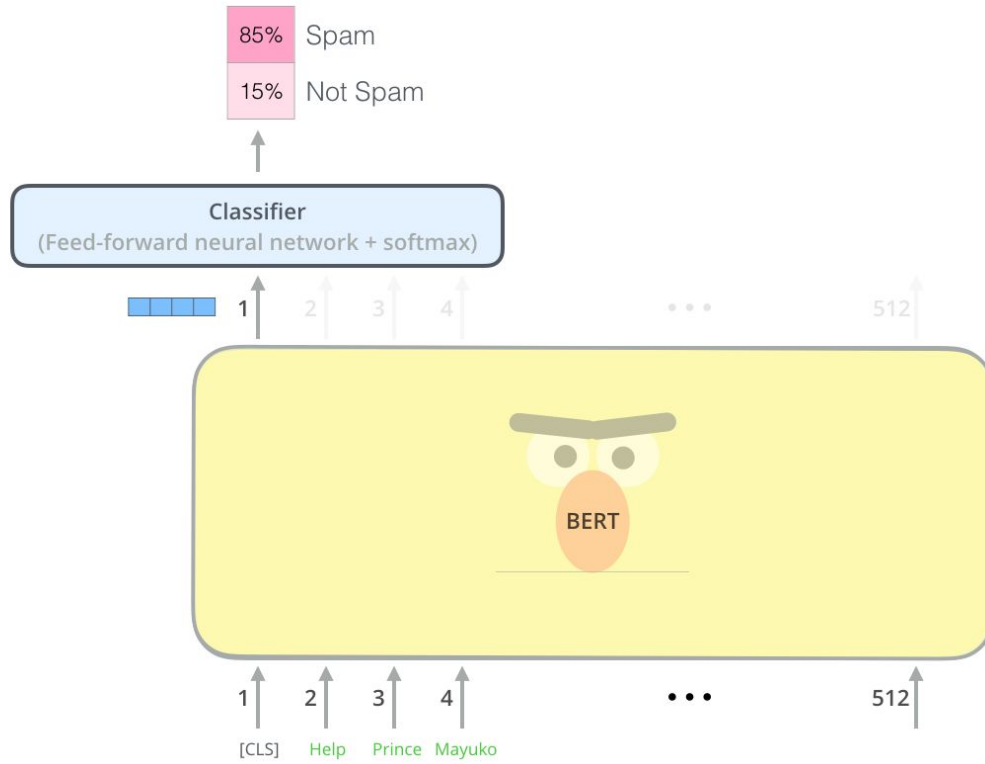 85% Spam
15% Not Spam
Classifier
(Feed-forward neural network + softmax)
1 2 3 4 ••• 512
BERT
1 2 3 4 ••• 512
[CLS] Help Prince Mayuko